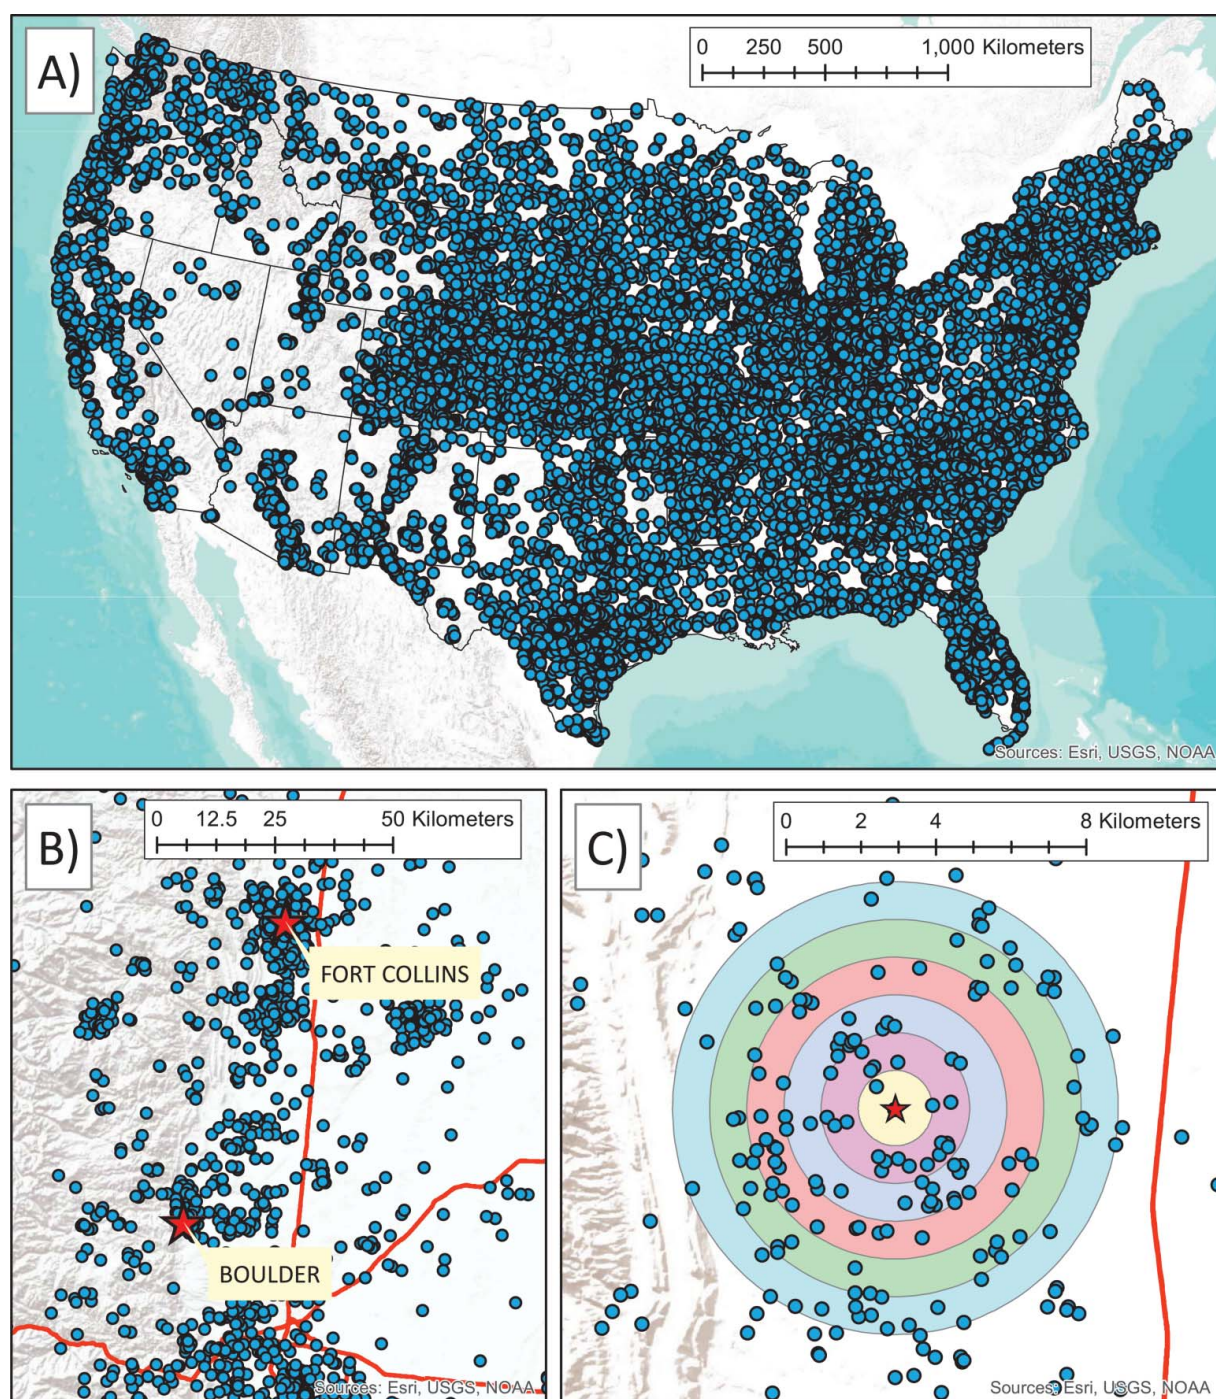 A)
0 250 500 1,000 Kilometers
Sources: Esri, USGS, NOAA
B)
0 12.5 25 50 Kilometers
FORT COLLINS
BOULDER
Sources: Esri, USGS, NOAA
C)
0 2 4 8 Kilometers
Sources: Esri, USGS, NOAA